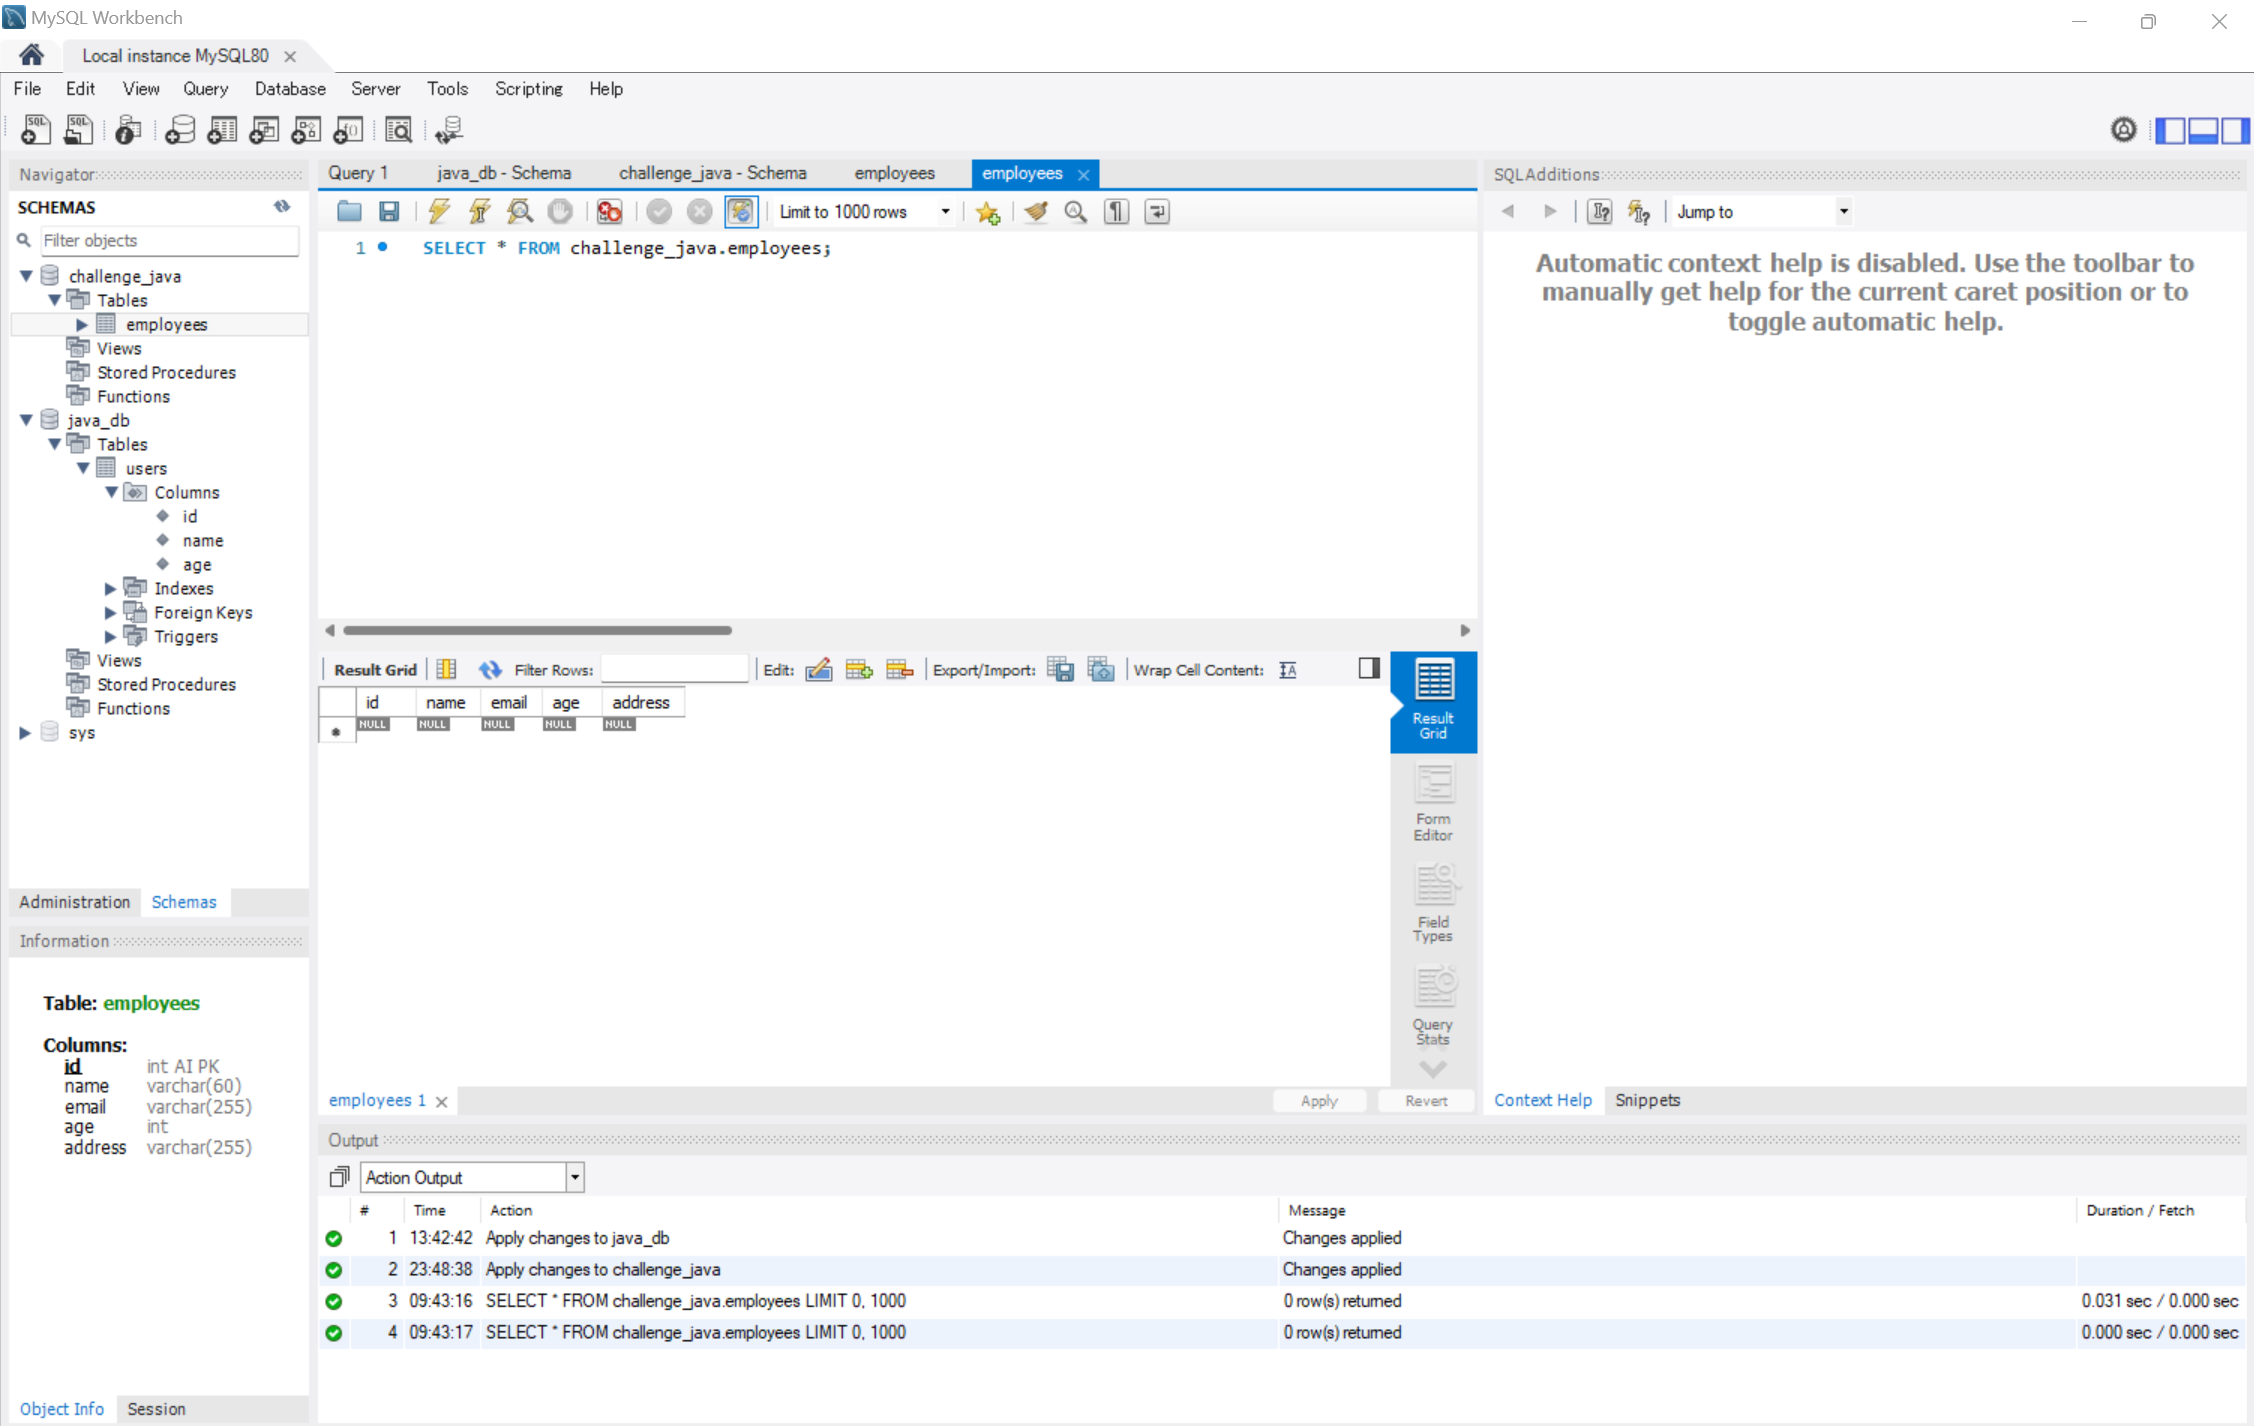 MySQL Workbench
Local instance MySQL80
File Edit View Query Database Server Tools Scripting Help
Navigator
SCHEMAS
Filter objects
challenge_java
Tables
employees
Views
Stored Procedures
Functions
java_db
Tables
users
Columns
id
name
age
Indexes
Foreign Keys
Triggers
Views
Stored Procedures
Functions
sys
Administration Schemas
Information
Table: employees
Columns:
id int AI PK
name varchar(60)
email varchar(255)
age int
address varchar(255)
Object Info Session
Query 1 java_db - Schema challenge_java - Schema employees employees
Limit to 1000 rows
1 SELECT * FROM challenge_java.employees;
Result Grid Filter Rows: Edit: Export/Import: Wrap Cell Content:
id name email age address
NULL NULL NULL NULL NULL
Result Grid
Form Editor
Field Types
Query Stats
employees 1 Apply Revert
SQLAdditions
Jump to
Automatic context help is disabled. Use the toolbar to
manually get help for the current caret position or to
toggle automatic help.
Context Help Snippets
Output
Action Output
# Time Action Message Duration / Fetch
1 13:42:42 Apply changes to java_db Changes applied
2 23:48:38 Apply changes to challenge_java Changes applied
3 09:43:16 SELECT * FROM challenge_java.employees LIMIT 0, 1000 0 row(s) returned 0.031 sec / 0.000 sec
4 09:43:17 SELECT * FROM challenge_java.employees LIMIT 0, 1000 0 row(s) returned 0.000 sec / 0.000 sec